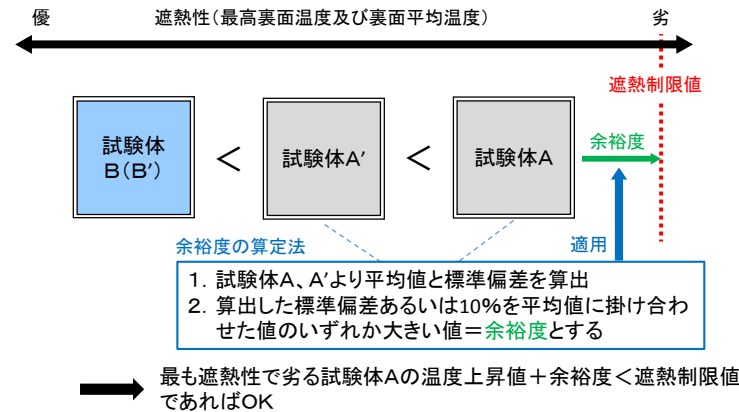 優 遮熱性（最高裏面温度及び裏面平均温度） 劣
遮熱制限値
試験体
B（B’）
＜
試験体A’
＜
試験体A
余裕度
余裕度の算定法
適用
1．試験体A、A’より平均値と標準偏差を算出
2．算出した標準偏差あるいは10%を平均値に掛け合わ
せた値のいずれか大きい値＝余裕度とする
最も遮熱性で劣る試験体Aの温度上昇値＋余裕度＜遮熱制限値
であればOK